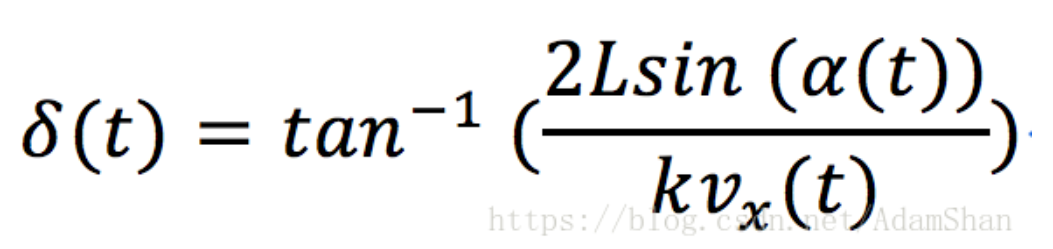 δ(t) = tan⁻¹ (2Lsin (α(t)) / kvₓ(t))
https://blog.csdn.net/AdamShan